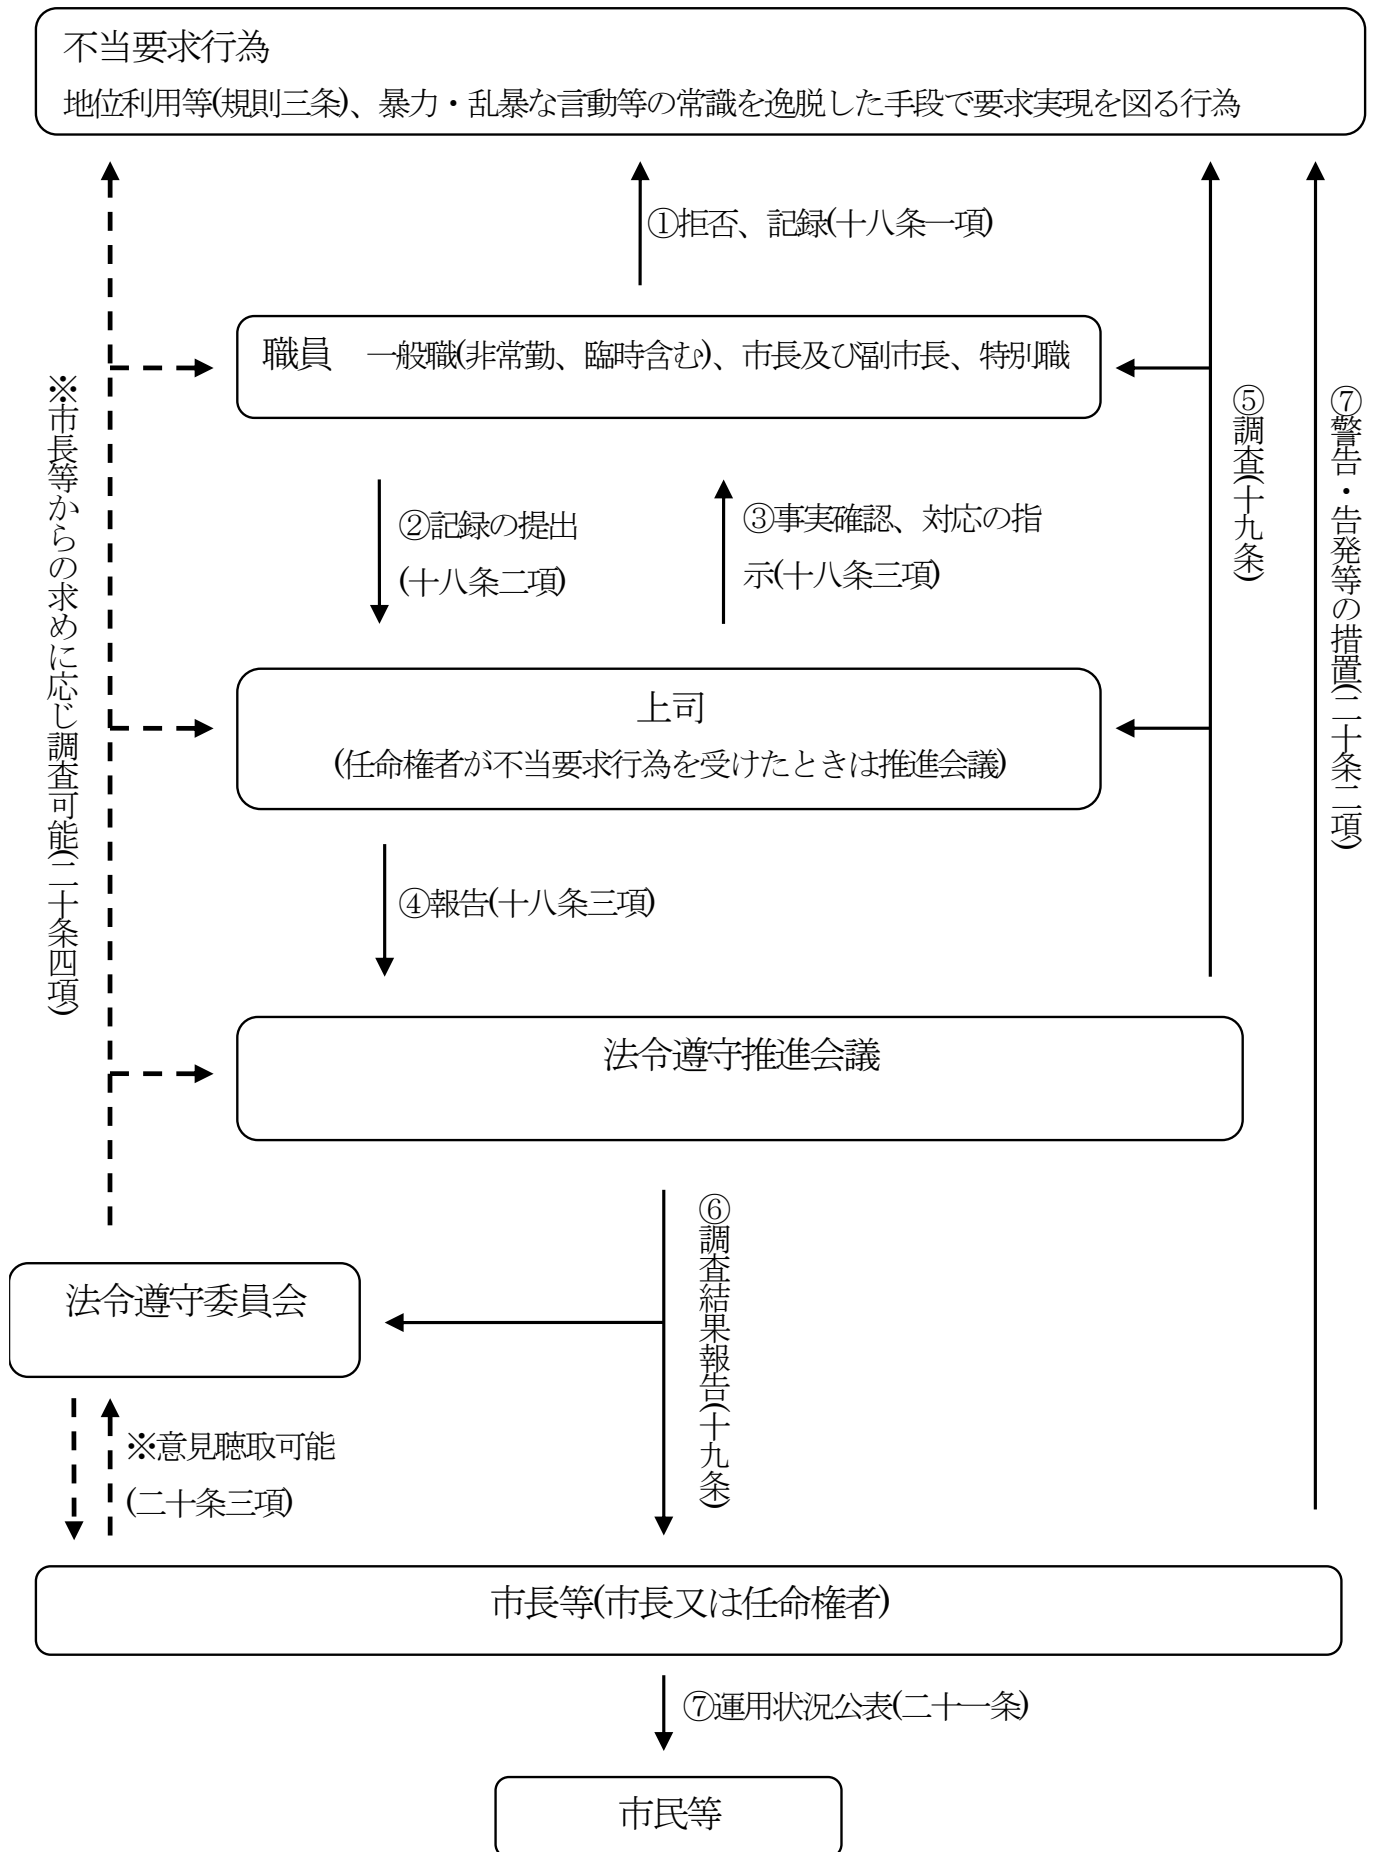 不当要求行為
地位利用等(規則三条)、暴力・乱暴な言動等の常識を逸脱した手段で要求実現を図る行為
①拒否、記録(十八条一項)
職員　一般職(非常勤、臨時含む)、市長及び副市長、特別職
※市長等からの求めに応じ調査可能(二十条四項)
⑤調査(十九条)
⑦警告・告発等の措置(二十条二項)
②記録の提出
(十八条二項)
③事実確認、対応の指
示(十八条三項)
上司
(任命権者が不当要求行為を受けたときは推進会議)
④報告(十八条三項)
法令遵守推進会議
⑥調査結果報告(十九条)
法令遵守委員会
※意見聴取可能
(二十条三項)
市長等(市長又は任命権者)
⑦運用状況公表(二十一条)
市民等